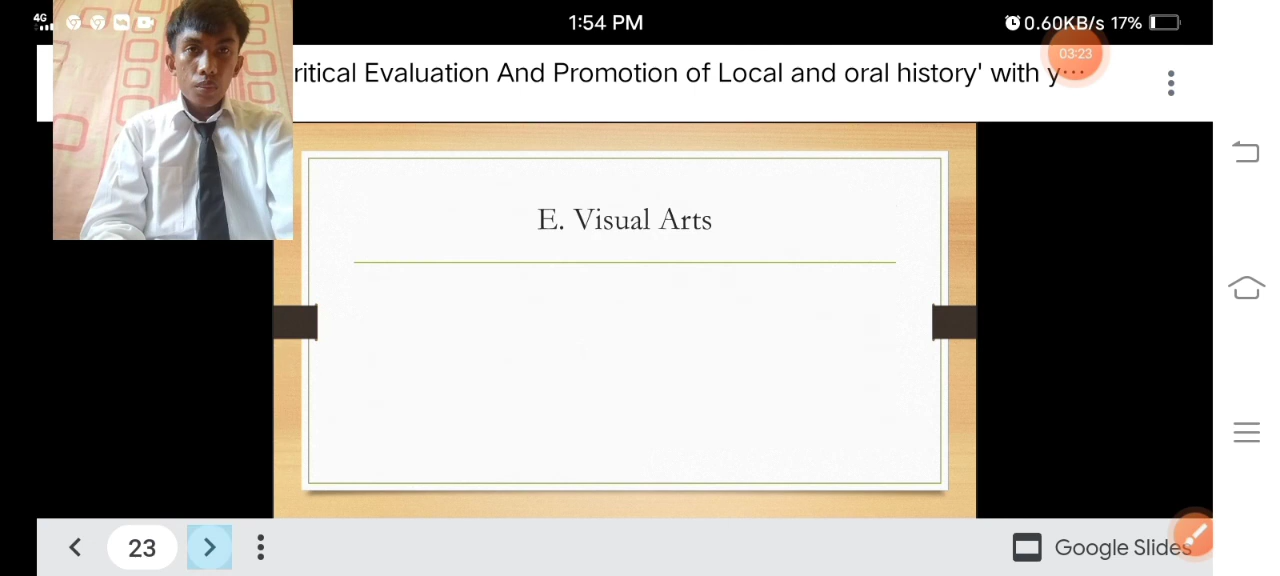 4G
1:54 PM
0.60KB/s 17%
03:23
ritical Evaluation And Promotion of Local and oral history' with y...
E. Visual Arts
23
Google Slides